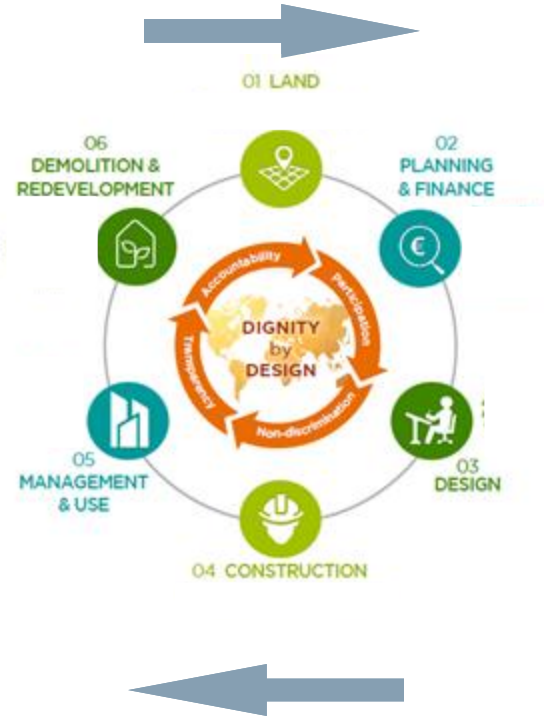 01 LAND
02
PLANNING
& FINANCE
03
DESIGN
04 CONSTRUCTION
05
MANAGEMENT
& USE
06
DEMOLITION &
REDEVELOPMENT
Accountability
Participation
Non-discrimination
Transparency
DIGNITY
by
DESIGN
€